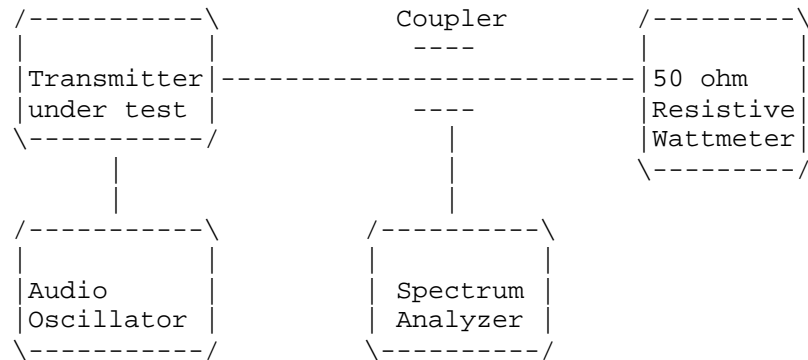 Coupler
Transmitter
under test
50 ohm
Resistive
Wattmeter
Audio
Oscillator
Spectrum
Analyzer